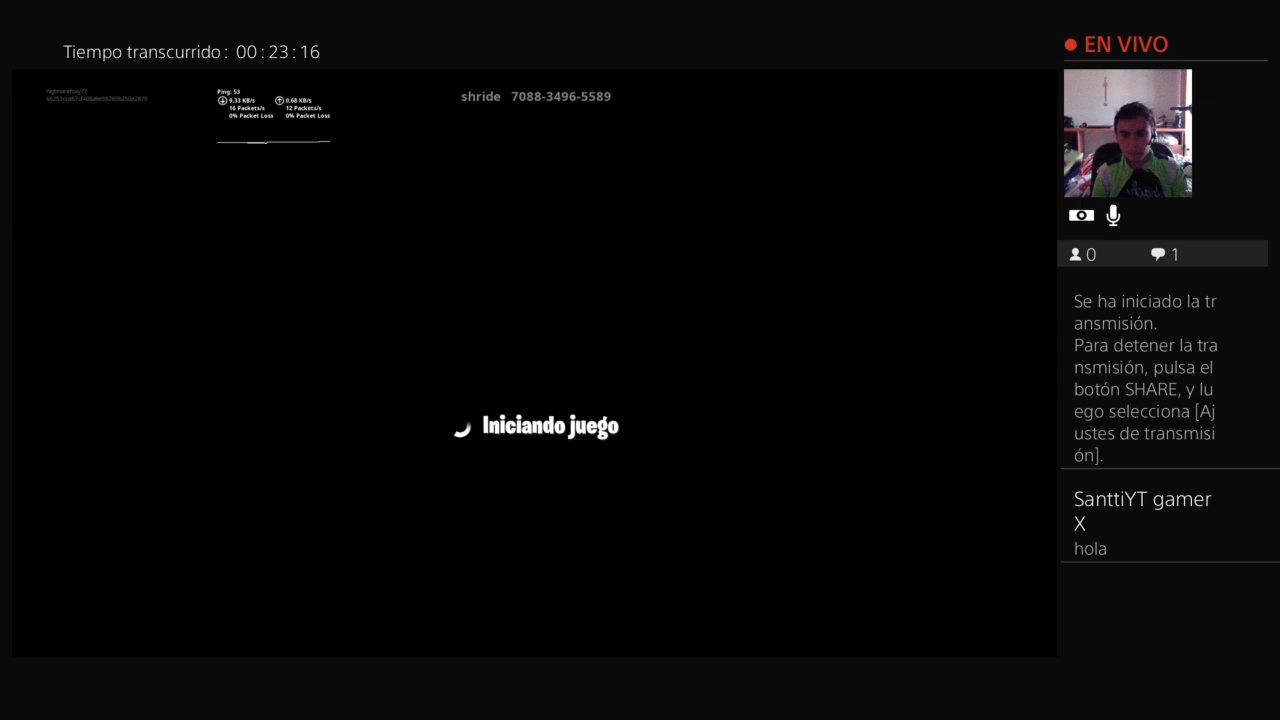 Tiempo transcurrido : 00 : 23 : 16
EN VIVO
Ping: 53
9,33 KB/s 0,68 KB/s
16 Packets/s 12 Packets/s
0% Packet Loss 0% Packet Loss
shride 7088-3496-5589
Iniciando juego
0 1
Se ha iniciado la tr
ansmisión.
Para detener la tra
nsmisión, pulsa el
botón SHARE, y lu
ego selecciona [Aj
ustes de transmisi
ón].
SanttiYT gamer
X
hola